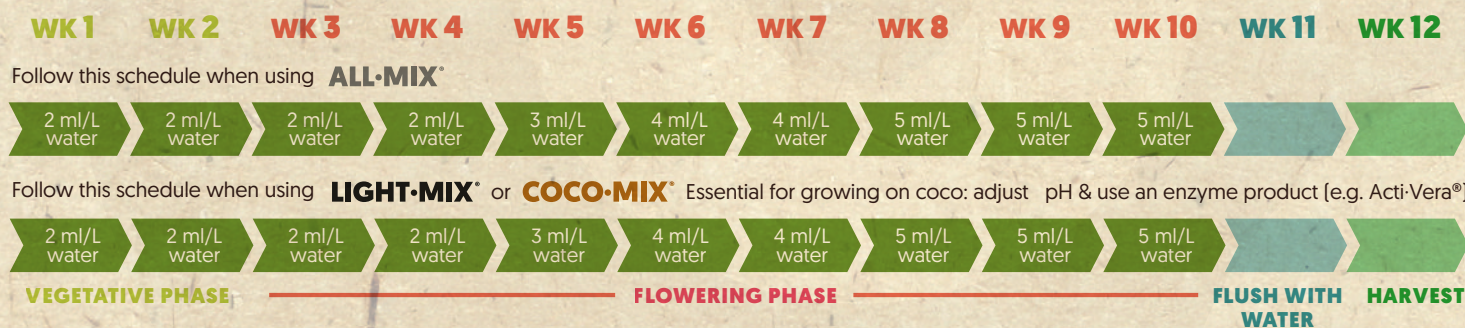 WK 1 WK 2 WK 3 WK 4 WK 5 WK 6 WK 7 WK 8 WK 9 WK 10 WK 11 WK 12
Follow this schedule when using ALL·MIX®
2 ml/L water 2 ml/L water 2 ml/L water 2 ml/L water 3 ml/L water 4 ml/L water 4 ml/L water 5 ml/L water 5 ml/L water 5 ml/L water
Follow this schedule when using LIGHT·MIX® or COCO·MIX® Essential for growing on coco: adjust pH & use an enzyme product (e.g. Acti·Vera®)
2 ml/L water 2 ml/L water 2 ml/L water 2 ml/L water 3 ml/L water 4 ml/L water 4 ml/L water 5 ml/L water 5 ml/L water 5 ml/L water
VEGETATIVE PHASE FLOWERING PHASE FLUSH WITH WATER HARVEST